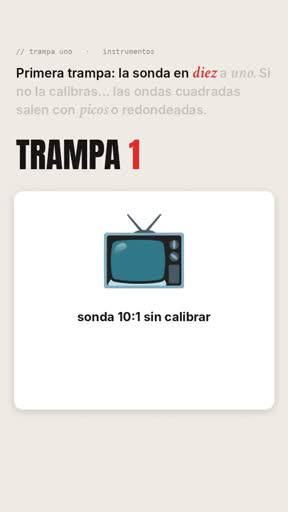 // trampa uno · instrumentos
Primera trampa: la sonda en diez a uno. Si
no la calibras... las ondas cuadradas
salen con picos o redondeadas.
TRAMPA 1
sonda 10:1 sin calibrar